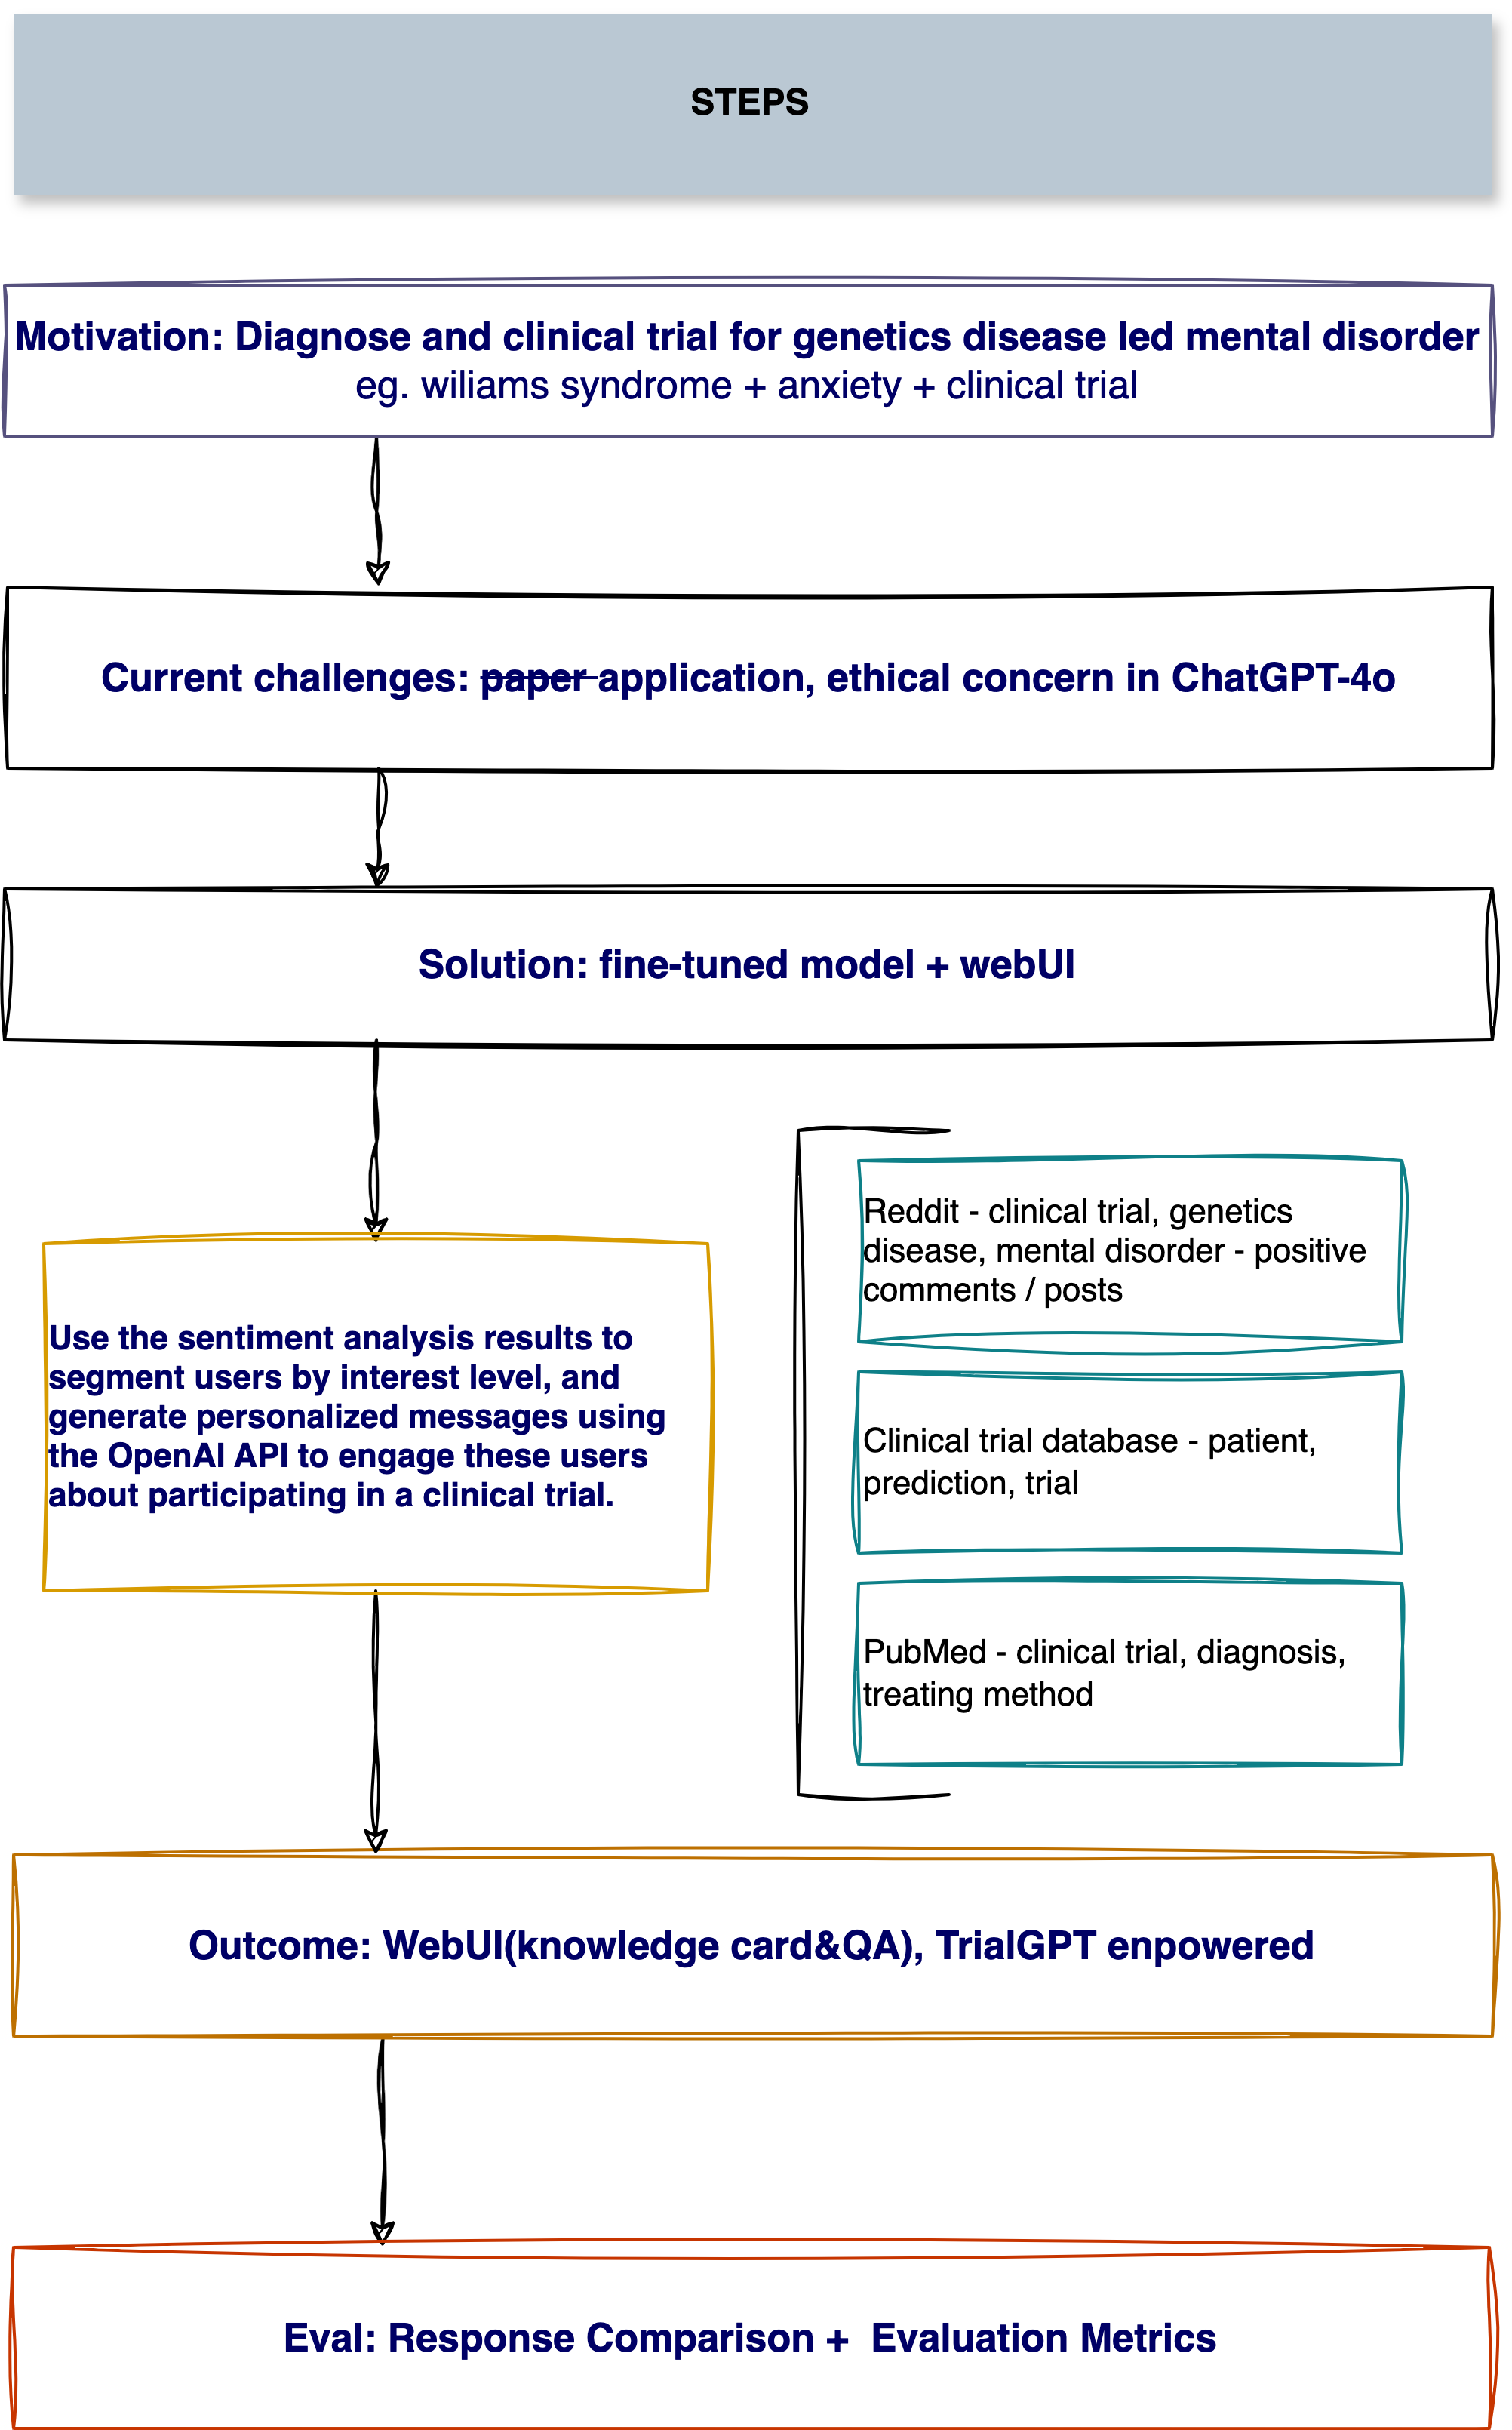 STEPS
Motivation: Diagnose and clinical trial for genetics disease led mental disorder
eg. wiliams syndrome + anxiety + clinical trial
Current challenges: paper application, ethical concern in ChatGPT-4o
Solution: fine-tuned model + webUI
Use the sentiment analysis results to
segment users by interest level, and
generate personalized messages using
the OpenAI API to engage these users
about participating in a clinical trial.
Reddit - clinical trial, genetics
disease, mental disorder - positive
comments / posts
Clinical trial database - patient,
prediction, trial
PubMed - clinical trial, diagnosis,
treating method
Outcome: WebUI(knowledge card&QA), TrialGPT enpowered
Eval: Response Comparison +  Evaluation Metrics